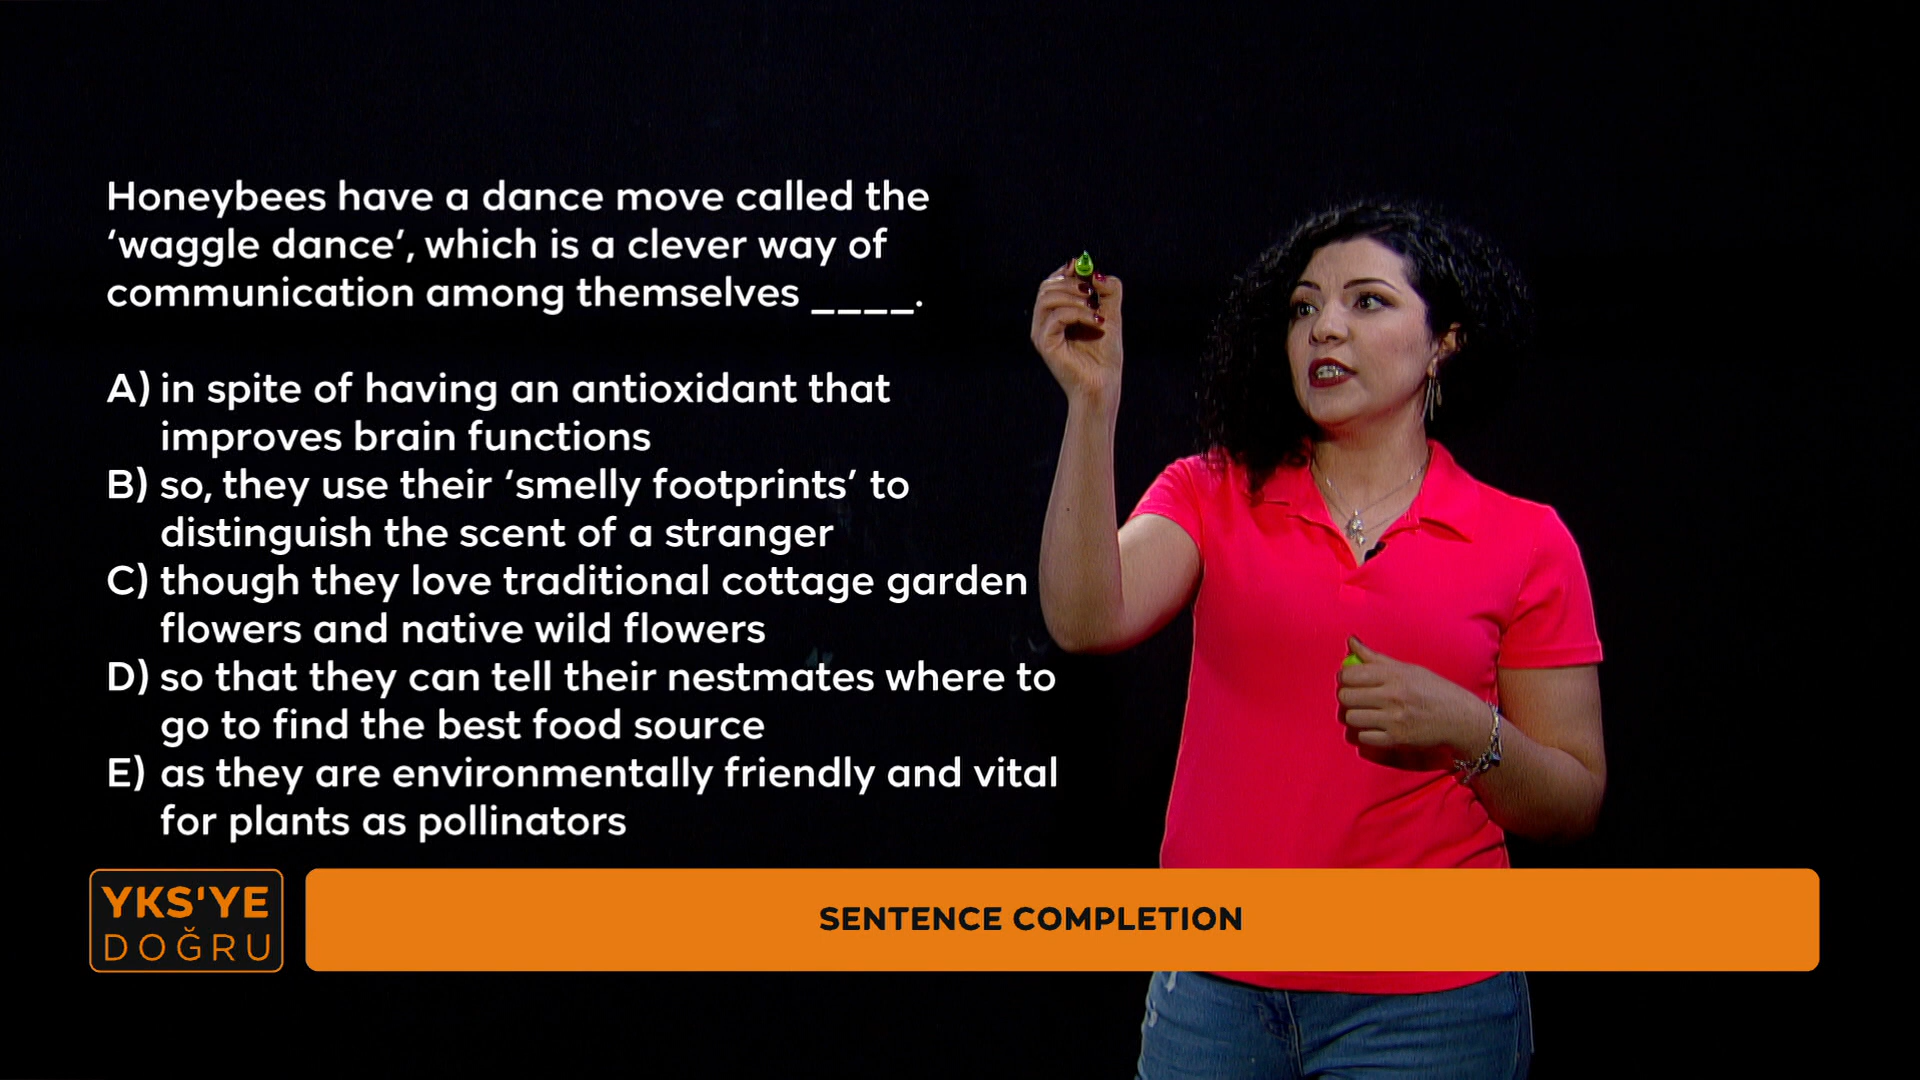 Honeybees have a dance move called the
‘waggle dance’, which is a clever way of
communication among themselves ____.
A) in spite of having an antioxidant that
improves brain functions
B) so, they use their ‘smelly footprints’ to
distinguish the scent of a stranger
C) though they love traditional cottage garden
flowers and native wild flowers
D) so that they can tell their nestmates where to
go to find the best food source
E) as they are environmentally friendly and vital
for plants as pollinators
YKS'YE
DOĞRU
SENTENCE COMPLETION